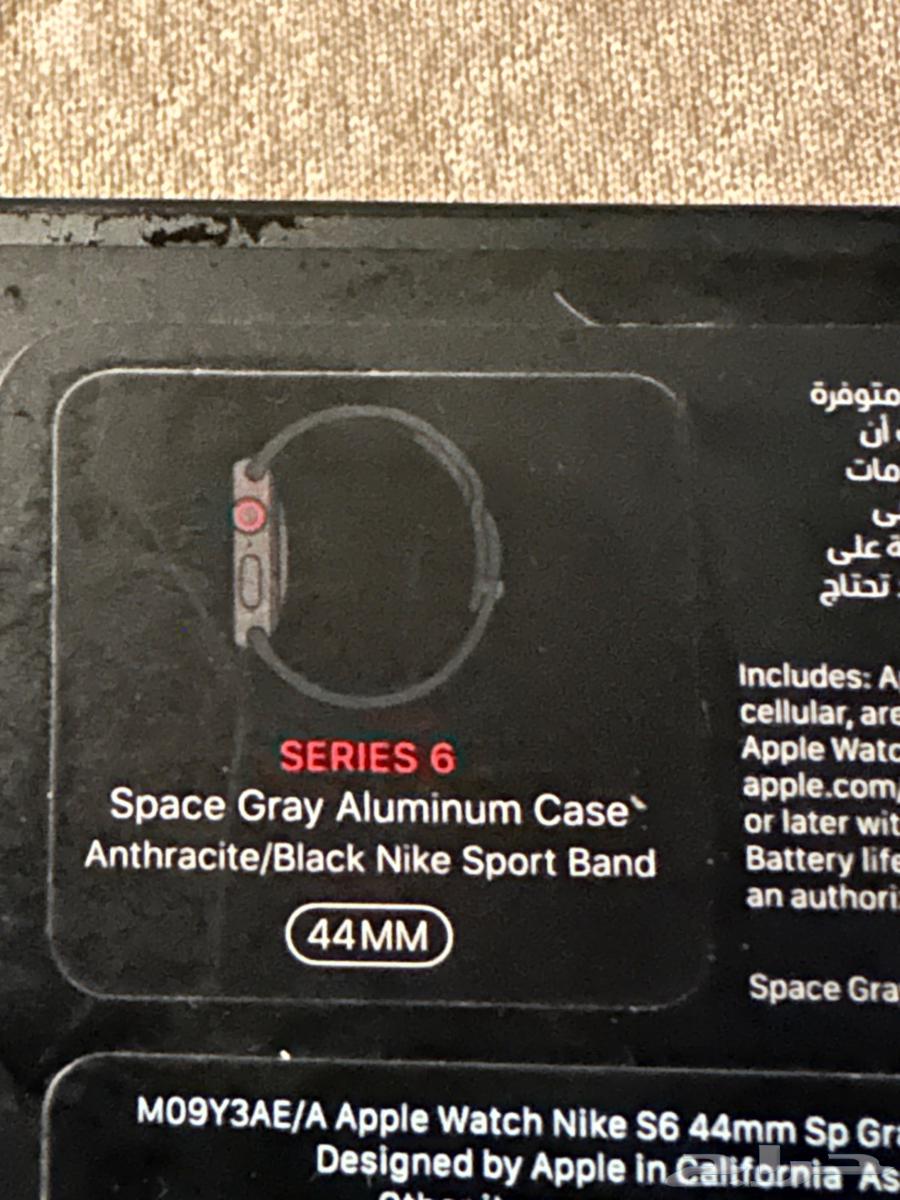 متوفرة
أن
مات
ة على
تحتاج
Includes:
cellular, are
Apple Watc
apple.com/
or later wit
Battery life
an authori
SERIES 6
Space Gray Aluminum Case
Anthracite/Black Nike Sport Band
44MM
Space Gra
M09Y3AE/A Apple Watch Nike S6 44mm Sp Gra
Designed by Apple in California As
حراج